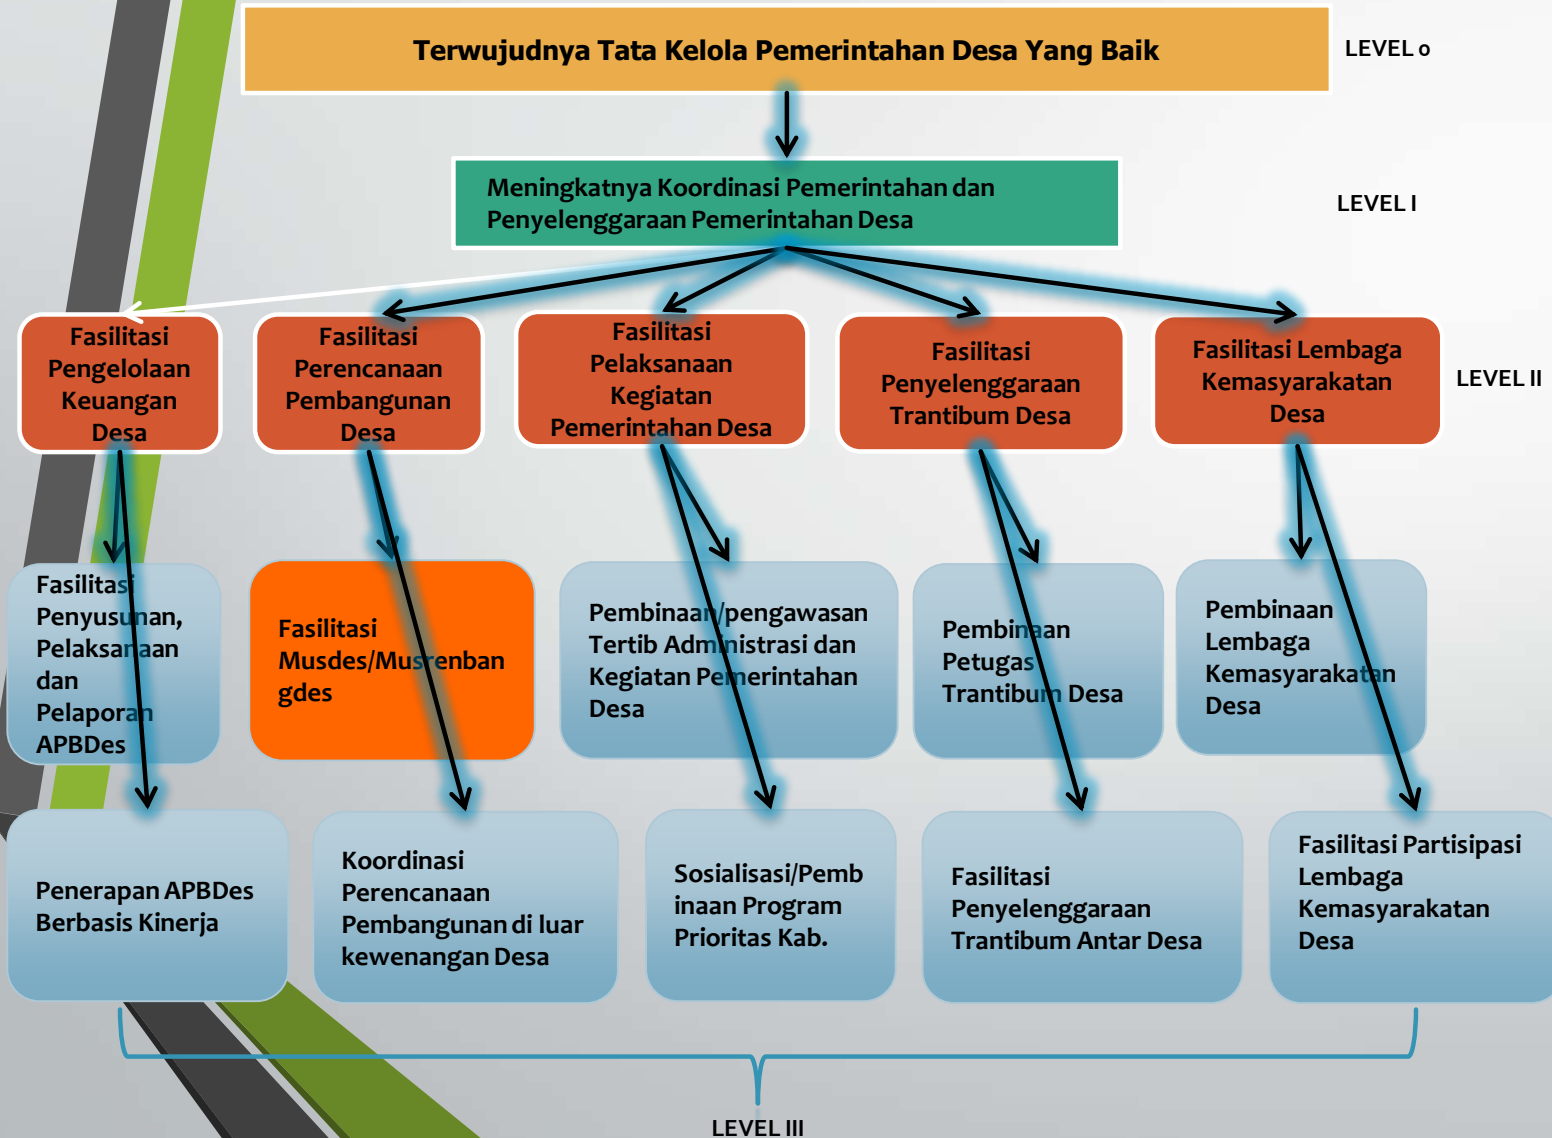 Terwujudnya Tata Kelola Pemerintahan Desa Yang Baik
LEVEL 0
Meningkatnya Koordinasi Pemerintahan dan
Penyelenggaraan Pemerintahan Desa
LEVEL I
Fasilitasi
Pengelolaan
Keuangan
Desa
Fasilitasi
Perencanaan
Pembangunan
Desa
Fasilitasi
Pelaksanaan
Kegiatan
Pemerintahan Desa
Fasilitasi
Penyelenggaraan
Trantibum Desa
Fasilitasi Lembaga
Kemasyarakatan
Desa
LEVEL II
Fasilitasi
Penyusunan,
Pelaksanaan
dan
Pelaporan
APBDes
Fasilitasi
Musdes/Musrenban
gdes
Pembinaan/pengawasan
Tertib Administrasi dan
Kegiatan Pemerintahan
Desa
Pembinaan
Petugas
Trantibum Desa
Pembinaan
Lembaga
Kemasyarakatan
Desa
Penerapan APBDes
Berbasis Kinerja
Koordinasi
Perencanaan
Pembangunan di luar
kewenangan Desa
Sosialisasi/Pemb
inaan Program
Prioritas Kab.
Fasilitasi
Penyelenggaraan
Trantibum Antar Desa
Fasilitasi Partisipasi
Lembaga
Kemasyarakatan
Desa
LEVEL III